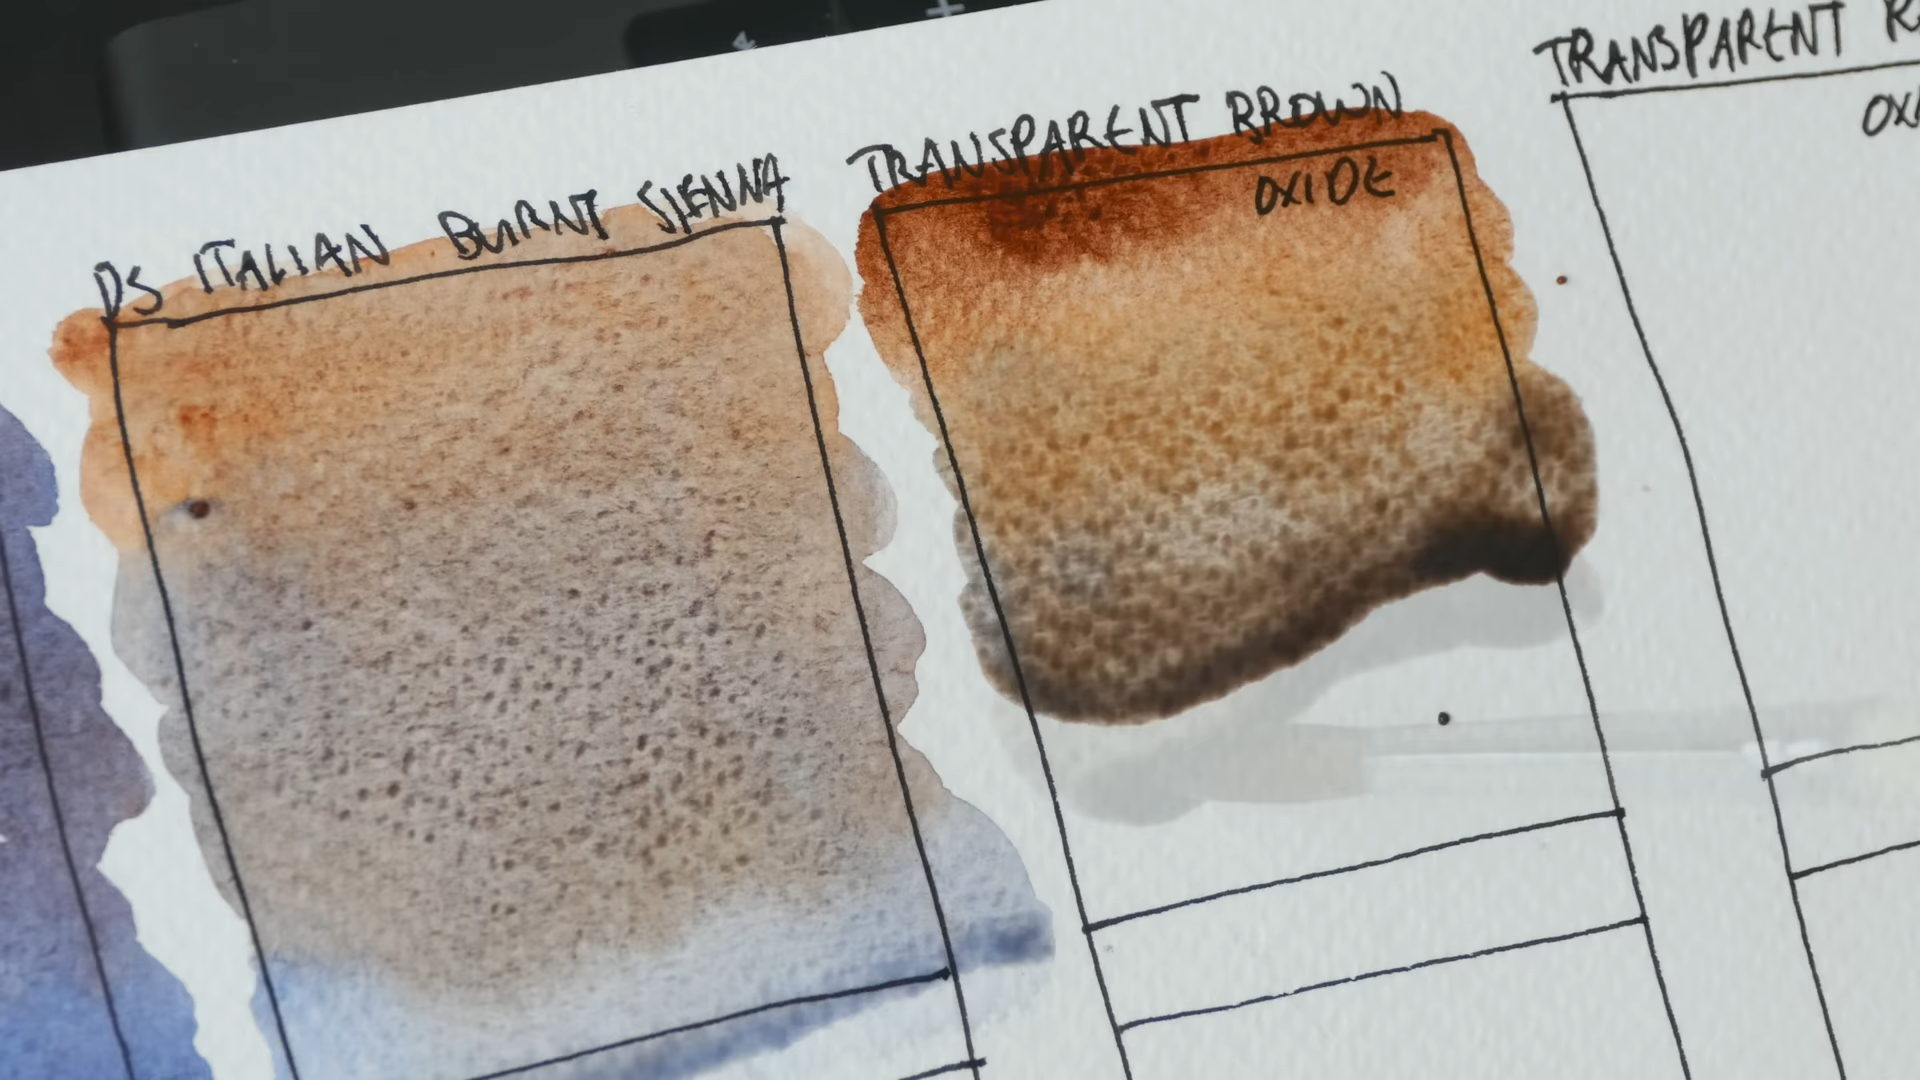 DS ITALIAN BURNT SIENNA
TRANSPARENT BROWN
OXIDE
TRANSPARENT